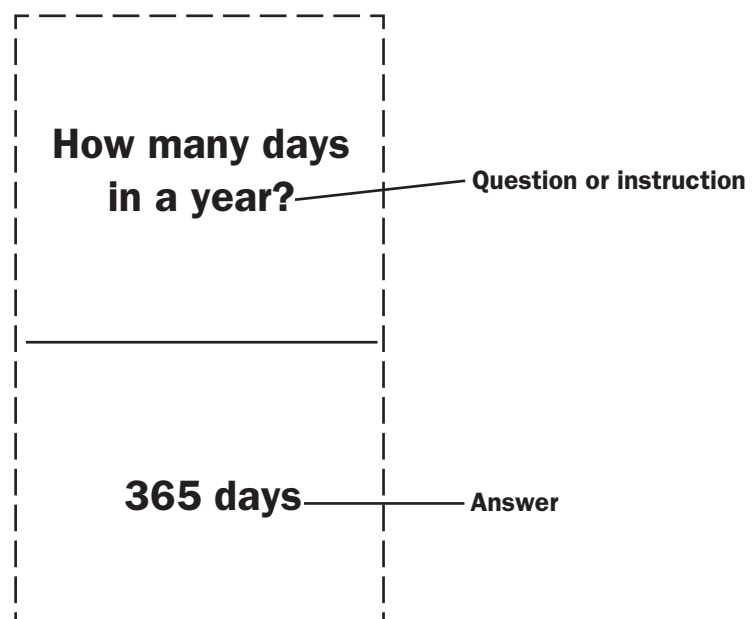 How many days
in a year?
Question or instruction
365 days
Answer